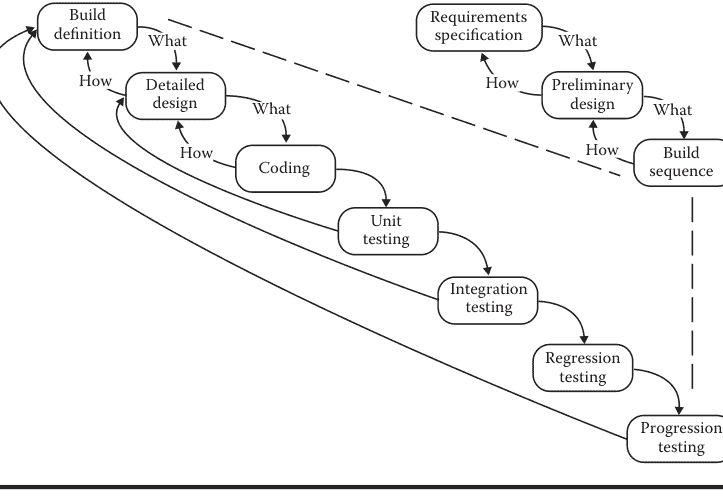 Build
definition
What
How
Detailed
design
What
How
Coding
Unit
testing
Integration
testing
Regression
testing
Progression
testing
Requirements
specification
What
How
Preliminary
design
What
How
Build
sequence